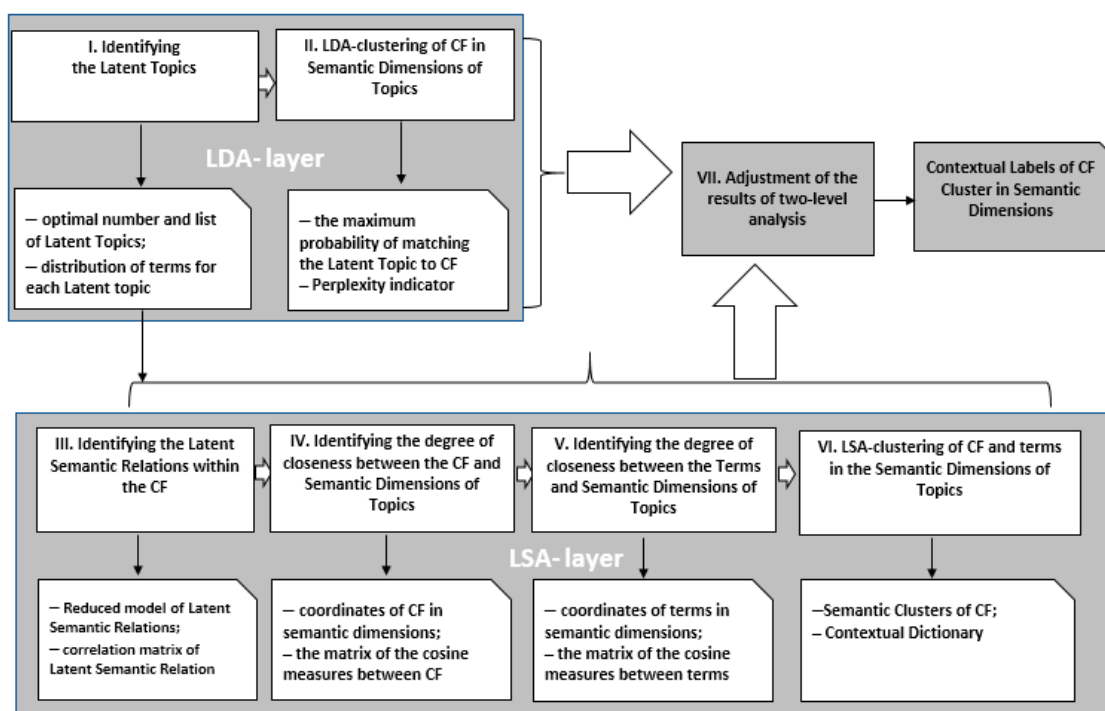 I. Identifying
the Latent Topics
II. LDA-clustering of CF in
Semantic Dimensions of
Topics
LDA- layer
– optimal number and list
of Latent Topics;
– distribution of terms for
each Latent topic
– the maximum
probability of matching
the Latent Topic to CF
– Perplexity indicator
VII. Adjustment of the
results of two-level
analysis
Contextual Labels of CF
Cluster in Semantic
Dimensions
III. Identifying the Latent
Semantic Relations within
the CF
IV. Identifying the degree of
closeness between the CF and
Semantic Dimensions of
Topics
V. Identifying the degree of
closeness between the Terms
and Semantic Dimensions of
Topics
VI. LSA-clustering of CF and terms
in the Semantic Dimensions of
Topics
LSA- layer
– Reduced model of Latent
Semantic Relations;
– correlation matrix of
Latent Semantic Relation
– coordinates of CF in
semantic dimensions;
– the matrix of the cosine
measures between CF
– coordinates of terms in
semantic dimensions;
– the matrix of the cosine
measures between terms
–Semantic Clusters of CF;
– Contextual Dictionary